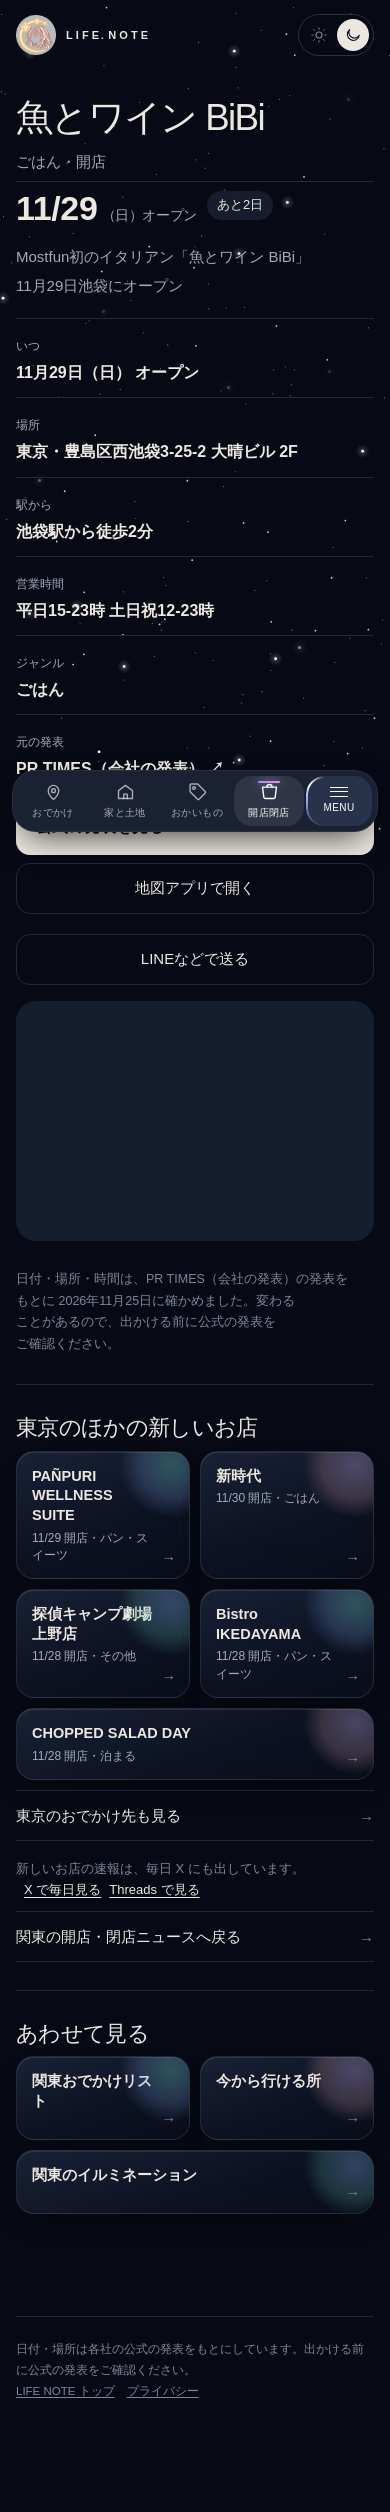 LIFE.NOTE
魚とワイン BiBi
ごはん・開店
11/29 （日）オープン あと2日
Mostfun初のイタリアン「魚とワイン BiBi」
11月29日池袋にオープン
いつ
11月29日（日） オープン
場所
東京・豊島区西池袋3-25-2 大晴ビル 2F
駅から
池袋駅から徒歩2分
営業時間
平日15-23時 土日祝12-23時
ジャンル
ごはん
元の発表
PR TIMES（会社の発表） ↗
おでかけ 家と土地 おかいもの 開店閉店 MENU
地図アプリで開く
LINEなどで送る
日付・場所・時間は、PR TIMES（会社の発表）の発表を
もとに 2026年11月25日に確かめました。変わる
ことがあるので、出かける前に公式の発表を
ご確認ください。
東京のほかの新しいお店
PAÑPURI
WELLNESS
SUITE
11/29 開店・パン・ス
イーツ →
新時代
11/30 開店・ごはん
→
探偵キャンプ劇場
上野店
11/28 開店・その他
→
Bistro
IKEDAYAMA
11/28 開店・パン・ス
イーツ →
CHOPPED SALAD DAY
11/28 開店・泊まる →
東京のおでかけ先も見る →
新しいお店の速報は、毎日 X にも出しています。
X で毎日見る Threads で見る
関東の開店・閉店ニュースへ戻る →
あわせて見る
関東おでかけリス
ト →
今から行ける所
→
関東のイルミネーション
→
日付・場所は各社の公式の発表をもとにしています。出かける前
に公式の発表をご確認ください。
LIFE NOTE トップ プライバシー